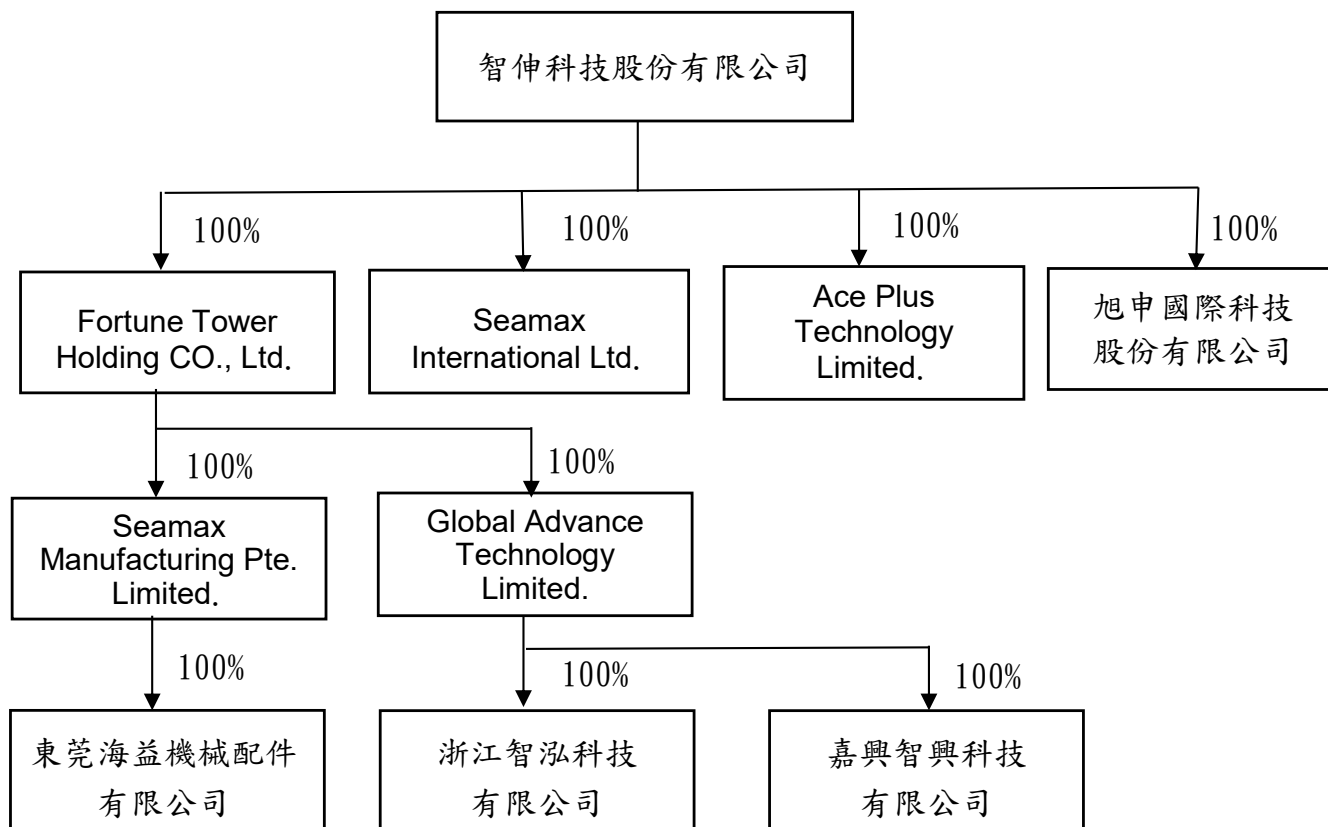 智伸科技股份有限公司
100%
100%
100%
100%
Fortune Tower
Holding CO., Ltd.
Seamax
International Ltd.
Ace Plus
Technology
Limited.
旭申國際科技
股份有限公司
100%
100%
Seamax
Manufacturing Pte.
Limited.
Global Advance
Technology
Limited.
100%
100%
100%
東莞海益機械配件
有限公司
浙江智泓科技
有限公司
嘉興智興科技
有限公司